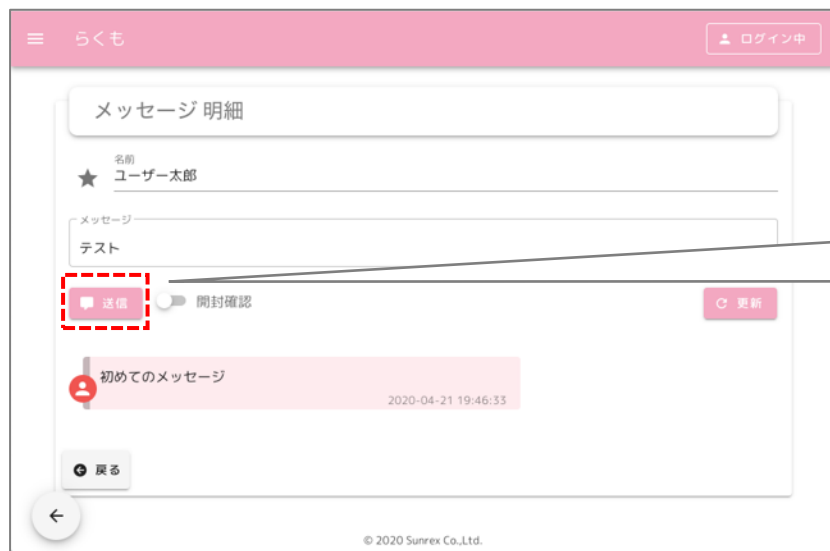 らくも
ログイン中
メッセージ 明細
名前
ユーザー太郎
メッセージ
テスト
送信
開封確認
更新
初めてのメッセージ
2020-04-21 19:46:33
戻る
© 2020 Sunrex Co.,Ltd.